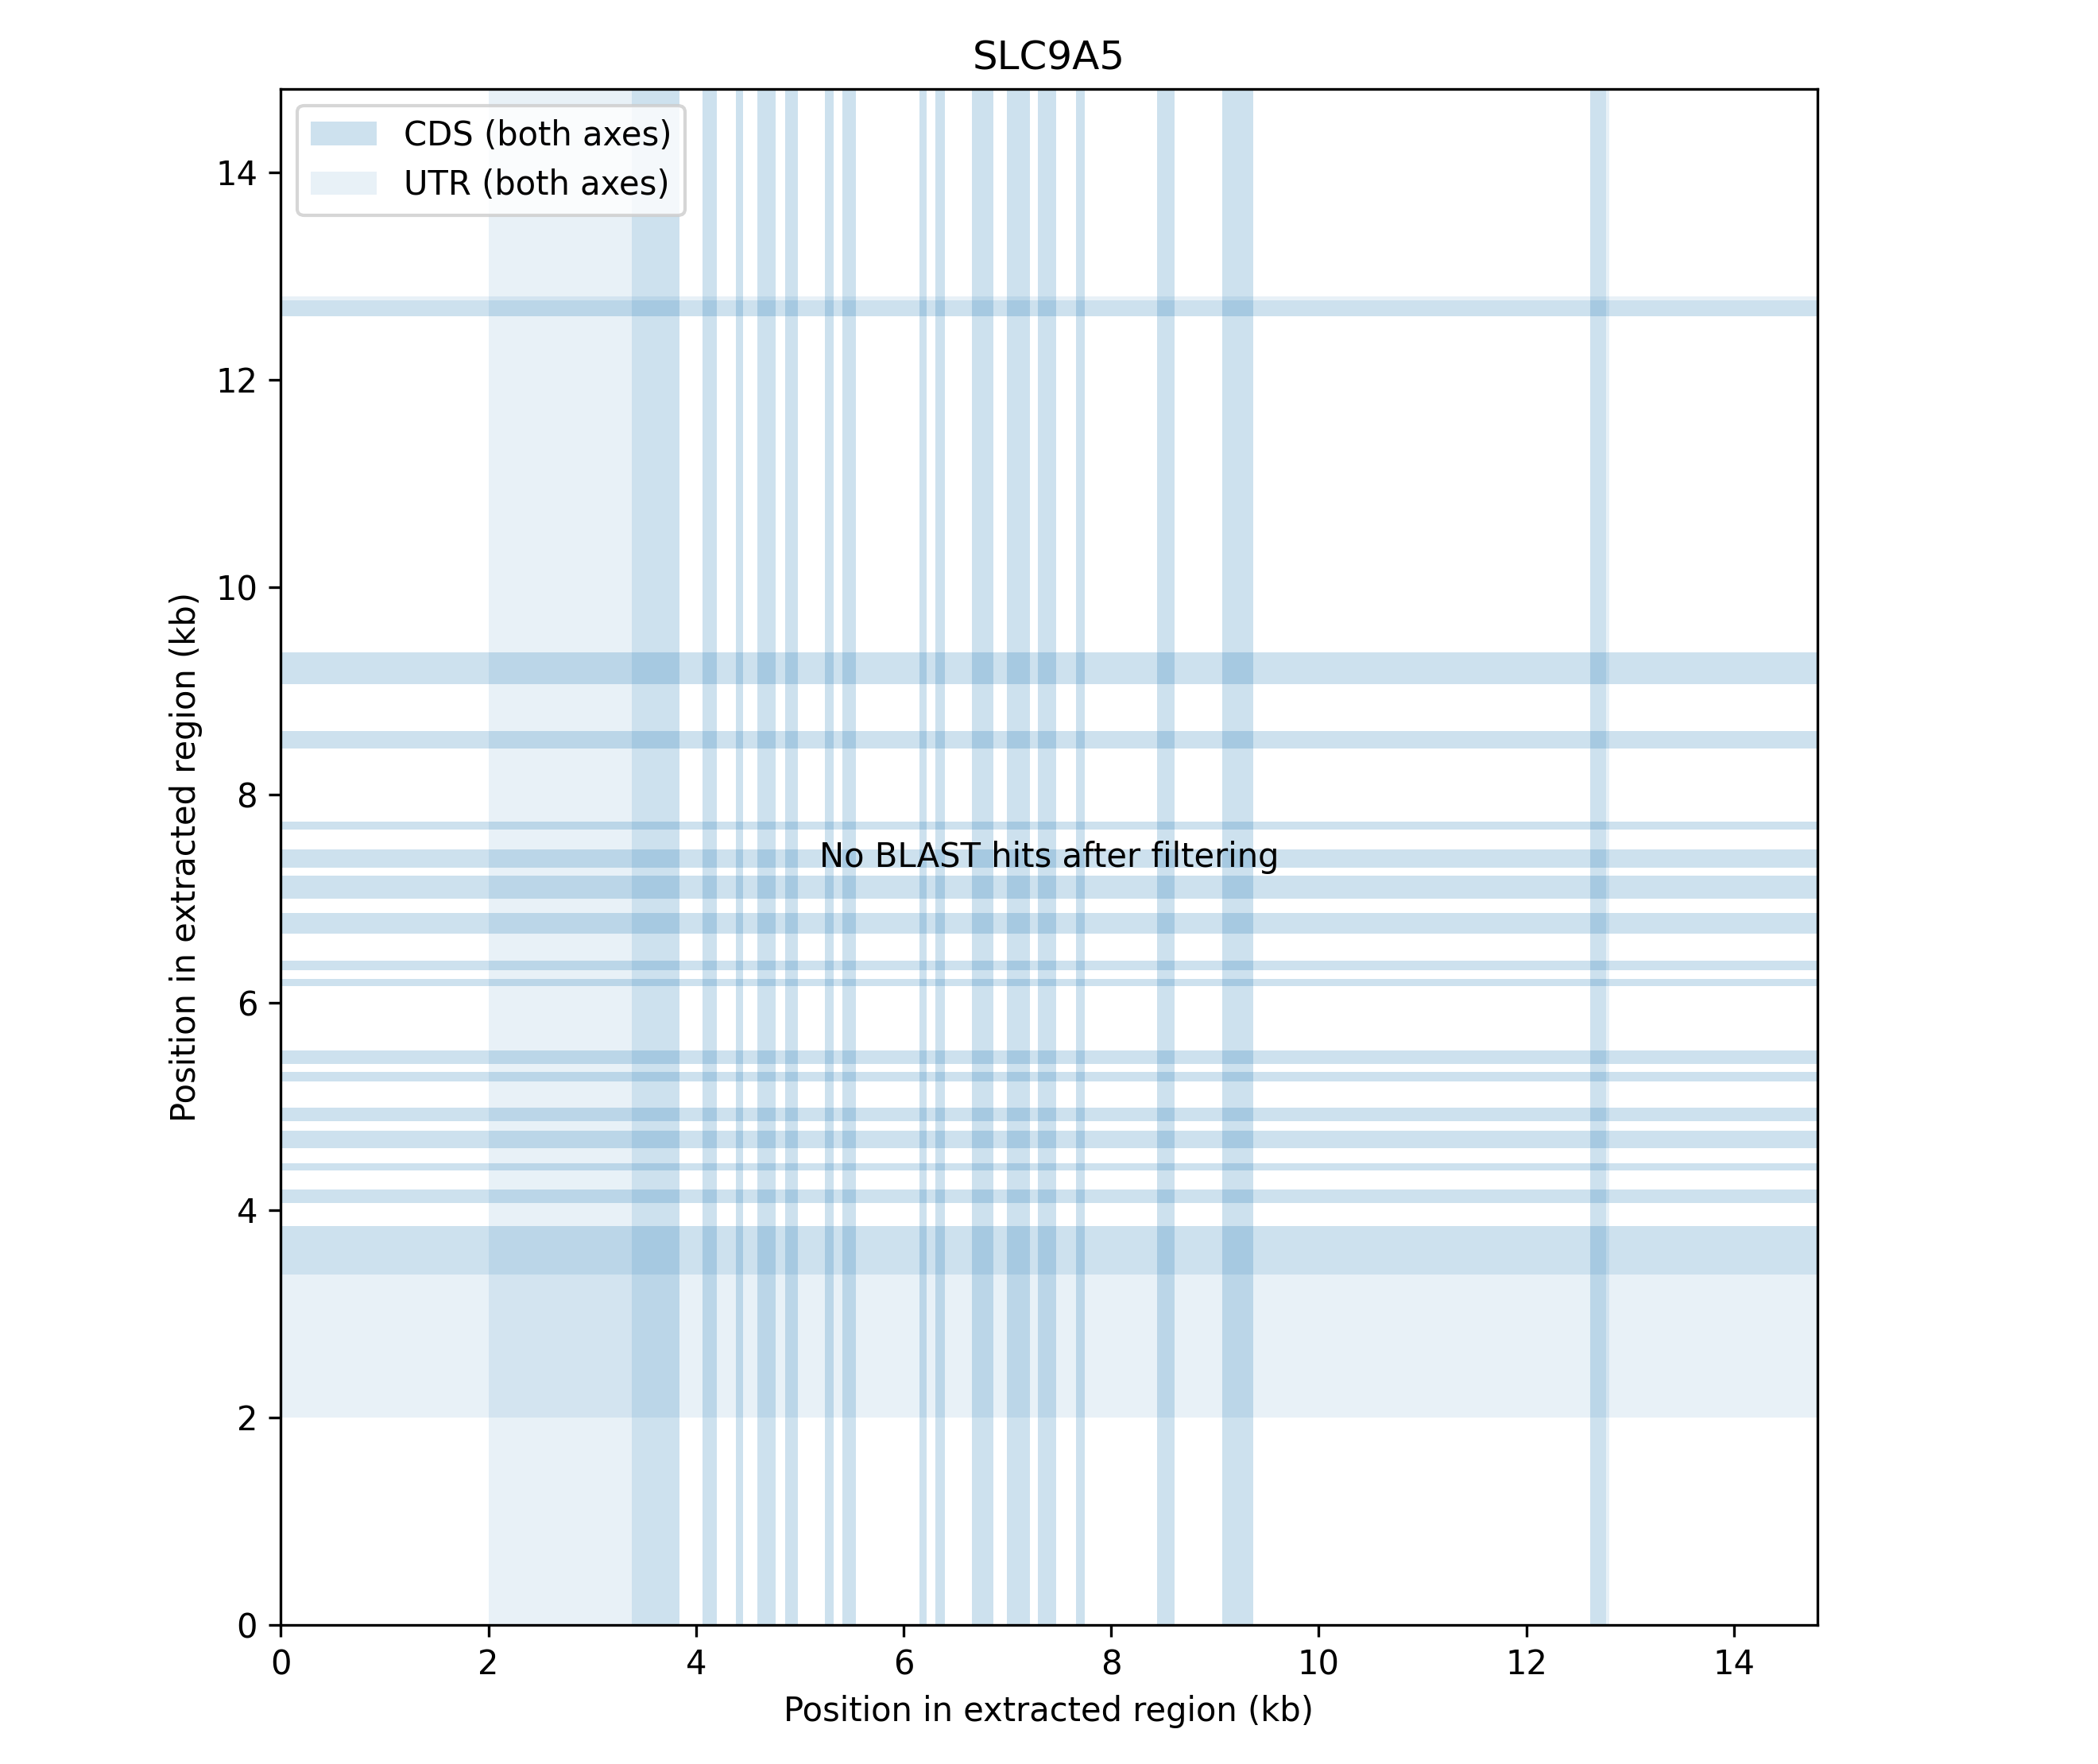 SLC9A5
CDS (both axes)
UTR (both axes)
14
12
10
8
6
4
2
0
Position in extracted region (kb)
No BLAST hits after filtering
0 2 4 6 8 10 12 14
Position in extracted region (kb)